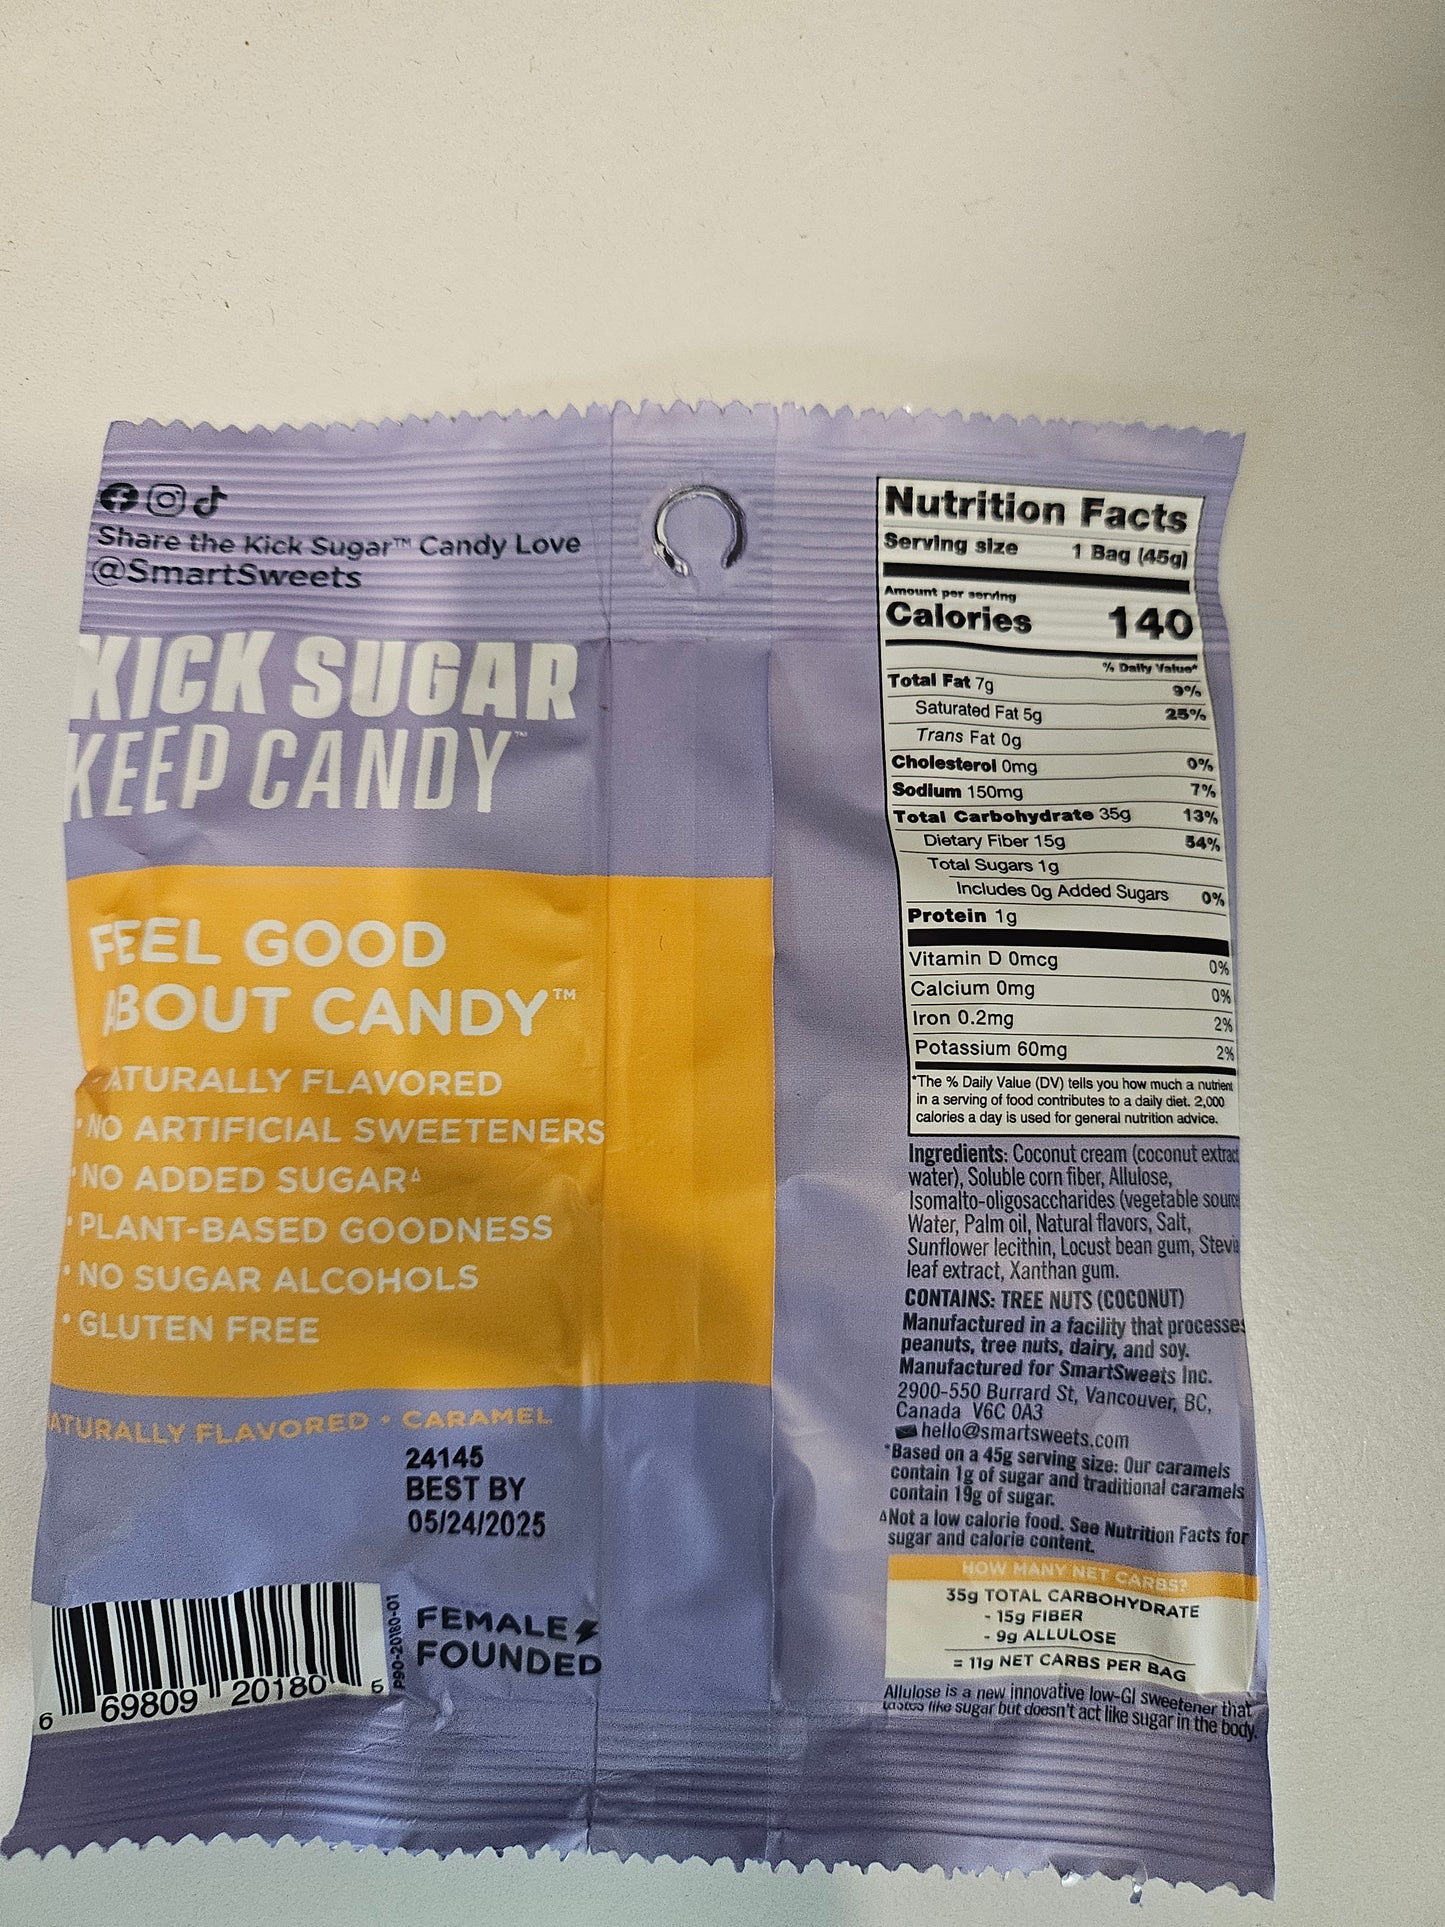 Share the Kick Sugar™ Candy Love
@SmartSweets
KICK SUGAR
KEEP CANDY™
FEEL GOOD
ABOUT CANDY™
ATURALLY FLAVORED
• NO ARTIFICIAL SWEETENERS
• NO ADDED SUGAR∆
• PLANT-BASED GOODNESS
• NO SUGAR ALCOHOLS
• GLUTEN FREE
ATURALLY FLAVORED • CARAMEL
24145
BEST BY
05/24/2025
6 69809 20180 5
P90-20180-01
FEMALE
FOUNDED
Nutrition Facts
Serving size 1 Bag (45g)
Amount per serving
Calories 140
% Daily Value*
Total Fat 7g 9%
Saturated Fat 5g 25%
Trans Fat 0g
Cholesterol 0mg 0%
Sodium 150mg 7%
Total Carbohydrate 35g 13%
Dietary Fiber 15g 54%
Total Sugars 1g
Includes 0g Added Sugars 0%
Protein 1g
Vitamin D 0mcg 0%
Calcium 0mg 0%
Iron 0.2mg 2%
Potassium 60mg 2%
*The % Daily Value (DV) tells you how much a nutrient
in a serving of food contributes to a daily diet. 2,000
calories a day is used for general nutrition advice.
Ingredients: Coconut cream (coconut extract
water), Soluble corn fiber, Allulose,
Isomalto-oligosaccharides (vegetable source
Water, Palm oil, Natural flavors, Salt,
Sunflower lecithin, Locust bean gum, Stevia
leaf extract, Xanthan gum.
CONTAINS: TREE NUTS (COCONUT)
Manufactured in a facility that processes
peanuts, tree nuts, dairy, and soy.
Manufactured for SmartSweets Inc.
2900-550 Burrard St, Vancouver, BC,
Canada V6C 0A3
hello@smartsweets.com
*Based on a 45g serving size: Our caramels
contain 1g of sugar and traditional caramels
contain 19g of sugar.
∆Not a low calorie food. See Nutrition Facts for
sugar and calorie content.
HOW MANY NET CARBS?
35g TOTAL CARBOHYDRATE
- 15g FIBER
- 9g ALLULOSE
= 11g NET CARBS PER BAG
Allulose is a new innovative low-GI sweetener that
tastes like sugar but doesn't act like sugar in the body.